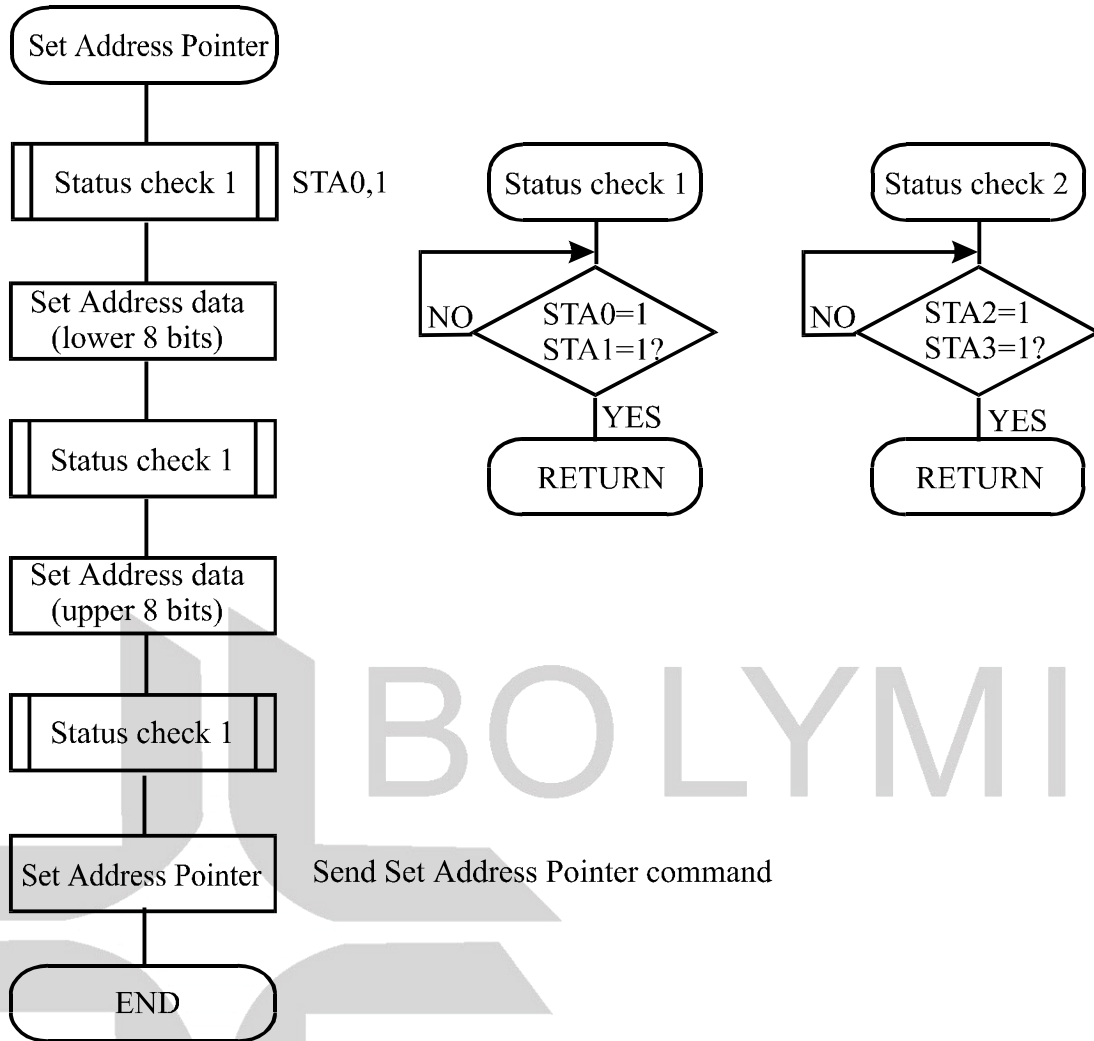 Set Address Pointer
Status check 1
STA0,1
Set Address data
(lower 8 bits)
Status check 1
Set Address data
(upper 8 bits)
Status check 1
Set Address Pointer
Send Set Address Pointer command
END
Status check 1
NO
STA0=1
STA1=1?
YES
RETURN
Status check 2
NO
STA2=1
STA3=1?
YES
RETURN
BOLYMI